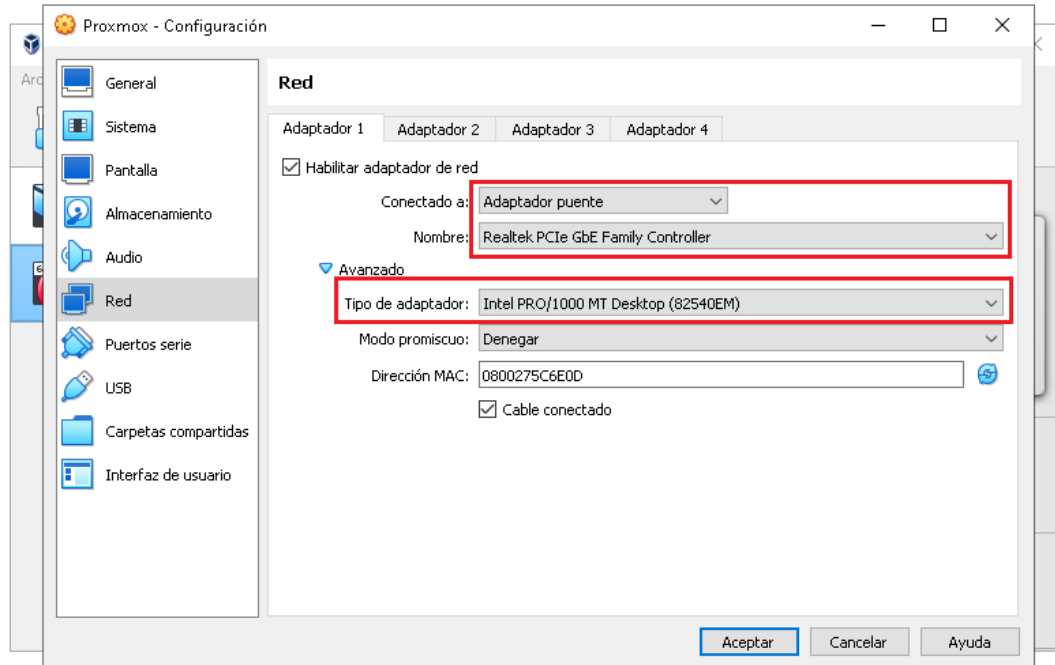 Proxmox - Configuración
Arc
General
Sistema
Pantalla
Almacenamiento
Audio
Red
Puertos serie
USB
Carpetas compartidas
Interfaz de usuario
Red
Adaptador 1 Adaptador 2 Adaptador 3 Adaptador 4
Habilitar adaptador de red
Conectado a: Adaptador puente
Nombre: Realtek PCIe GbE Family Controller
Avanzado
Tipo de adaptador: Intel PRO/1000 MT Desktop (82540EM)
Modo promiscuo: Denegar
Dirección MAC: 0800275C6E0D
Cable conectado
Aceptar Cancelar Ayuda